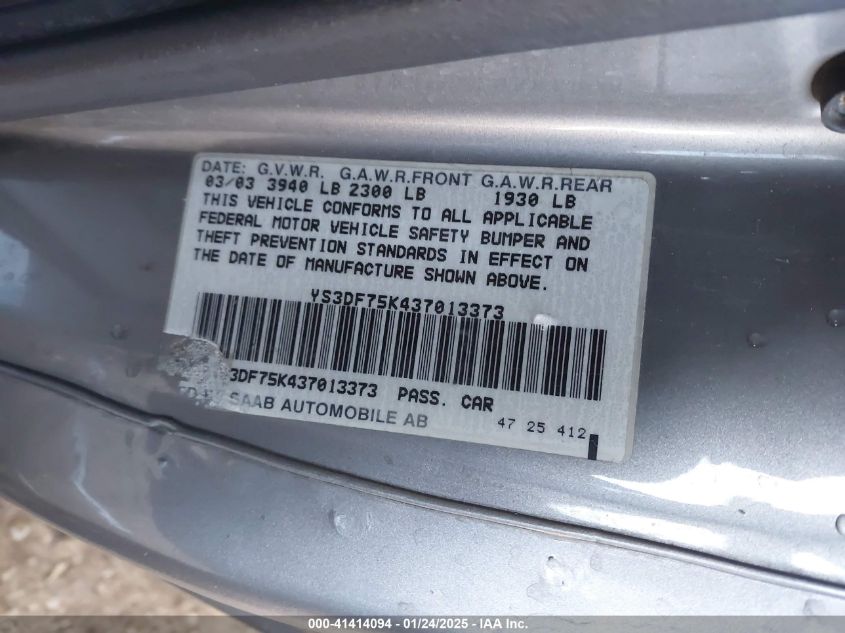 DATE: G.V.W.R. G.A.W.R.FRONT G.A.W.R.REAR
03/03 3940 LB 2300 LB 1930 LB
THIS VEHICLE CONFORMS TO ALL APPLICABLE
FEDERAL MOTOR VEHICLE SAFETY BUMPER AND
THEFT PREVENTION STANDARDS IN EFFECT ON
THE DATE OF MANUFACTURE SHOWN ABOVE.
YS3DF75K437013373
3DF75K437013373 PASS. CAR
SAAB AUTOMOBILE AB
47 25 412
000-41414094 - 01/24/2025 - IAA Inc.